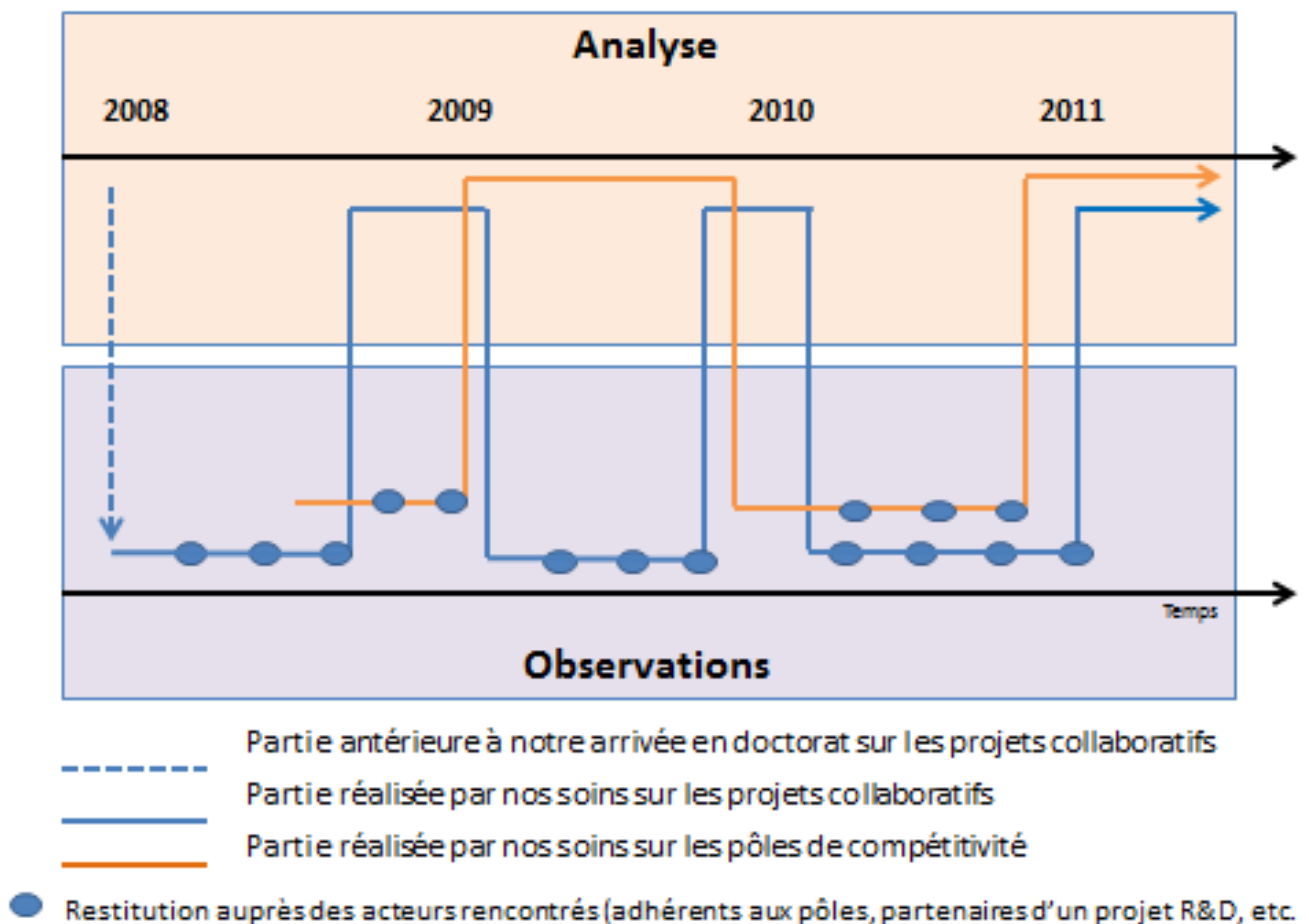 Analyse
2008 2009 2010 2011
Temps
Observations
Partie antérieure à notre arrivée en doctorat sur les projets collaboratifs
Partie réalisée par nos soins sur les projets collaboratifs
Partie réalisée par nos soins sur les pôles de compétitivité
Restitution auprès des acteurs rencontrés (adhérents aux pôles, partenaires d'un projet R&D, etc.